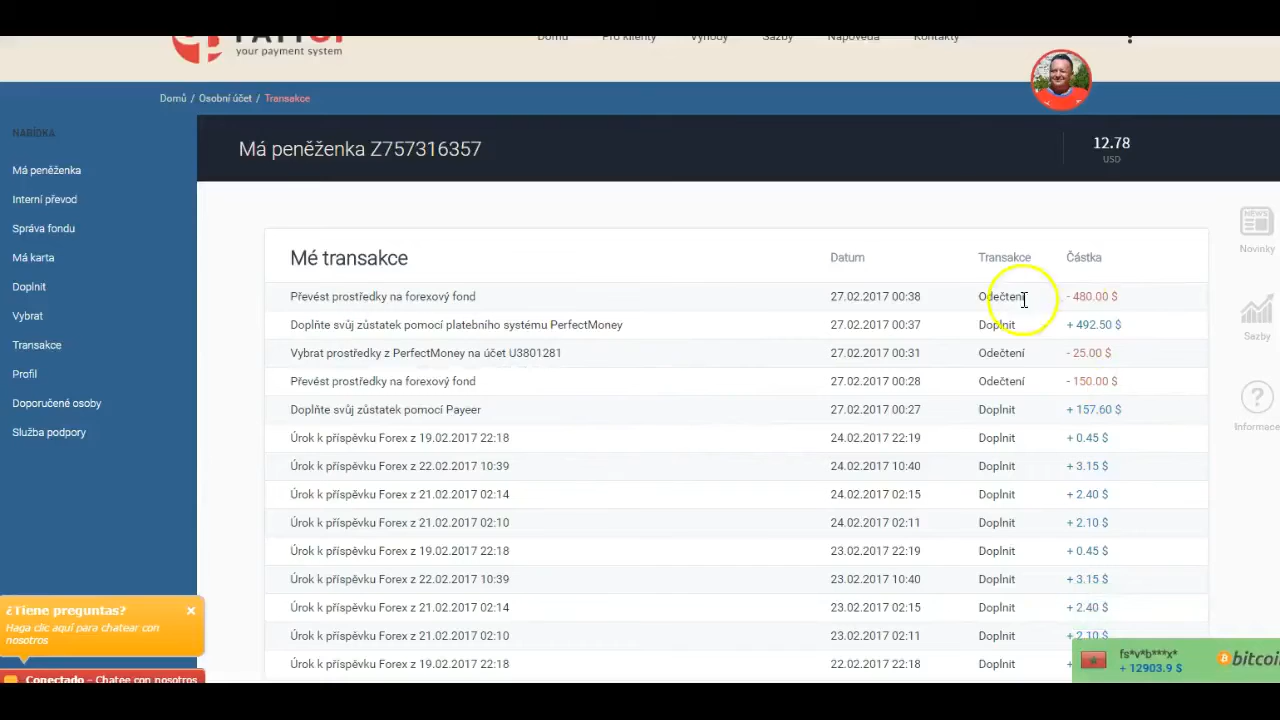 your payment system
Domů Pro klienty Výhody Sazby Nápověda Kontakty
Domů / Osobní účet / Transakce
NABÍDKA
Má peněženka
Interní převod
Správa fondu
Má karta
Doplnit
Vybrat
Transakce
Profil
Doporučené osoby
Služba podpory
Má peněženka Z757316357
12.78
USD
Mé transakce Datum Transakce Částka
Převést prostředky na forexový fond 27.02.2017 00:38 Odečtení - 480.00 $
Doplňte svůj zůstatek pomocí platebního systému PerfectMoney 27.02.2017 00:37 Doplnit + 492.50 $
Vybrat prostředky z PerfectMoney na účet U3801281 27.02.2017 00:31 Odečtení - 25.00 $
Převést prostředky na forexový fond 27.02.2017 00:28 Odečtení - 150.00 $
Doplňte svůj zůstatek pomocí Payeer 27.02.2017 00:27 Doplnit + 157.60 $
Úrok k příspěvku Forex z 19.02.2017 22:18 24.02.2017 22:19 Doplnit + 0.45 $
Úrok k příspěvku Forex z 22.02.2017 10:39 24.02.2017 10:40 Doplnit + 3.15 $
Úrok k příspěvku Forex z 21.02.2017 02:14 24.02.2017 02:15 Doplnit + 2.40 $
Úrok k příspěvku Forex z 21.02.2017 02:10 24.02.2017 02:11 Doplnit + 2.10 $
Úrok k příspěvku Forex z 19.02.2017 22:18 23.02.2017 22:19 Doplnit + 0.45 $
Úrok k příspěvku Forex z 22.02.2017 10:39 23.02.2017 10:40 Doplnit + 3.15 $
Úrok k příspěvku Forex z 21.02.2017 02:14 23.02.2017 02:15 Doplnit + 2.40 $
Úrok k příspěvku Forex z 21.02.2017 02:10 23.02.2017 02:11 Doplnit + 2.10 $
Úrok k příspěvku Forex z 19.02.2017 22:18 22.02.2017 22:18 Doplnit +
NEWS
Novinky
Sazby
?
Informace
¿Tiene preguntas?
Haga clic aquí para chatear con
nosotros
Conectado – Chatee con nosotros
fs*v*b***x*
+ 12903.9 $
bitcoin